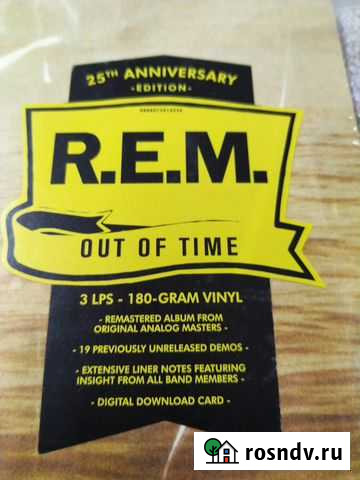 25TH ANNIVERSARY
-EDITION-
R.E.M.
OUT OF TIME
3 LPS - 180-GRAM VINYL
- REMASTERED ALBUM FROM
ORIGINAL ANALOG MASTERS -
- 19 PREVIOUSLY UNRELEASED DEMOS -
- EXTENSIVE LINER NOTES FEATURING
INSIGHT FROM ALL BAND MEMBERS -
- DIGITAL DOWNLOAD CARD -
rosndv.ru